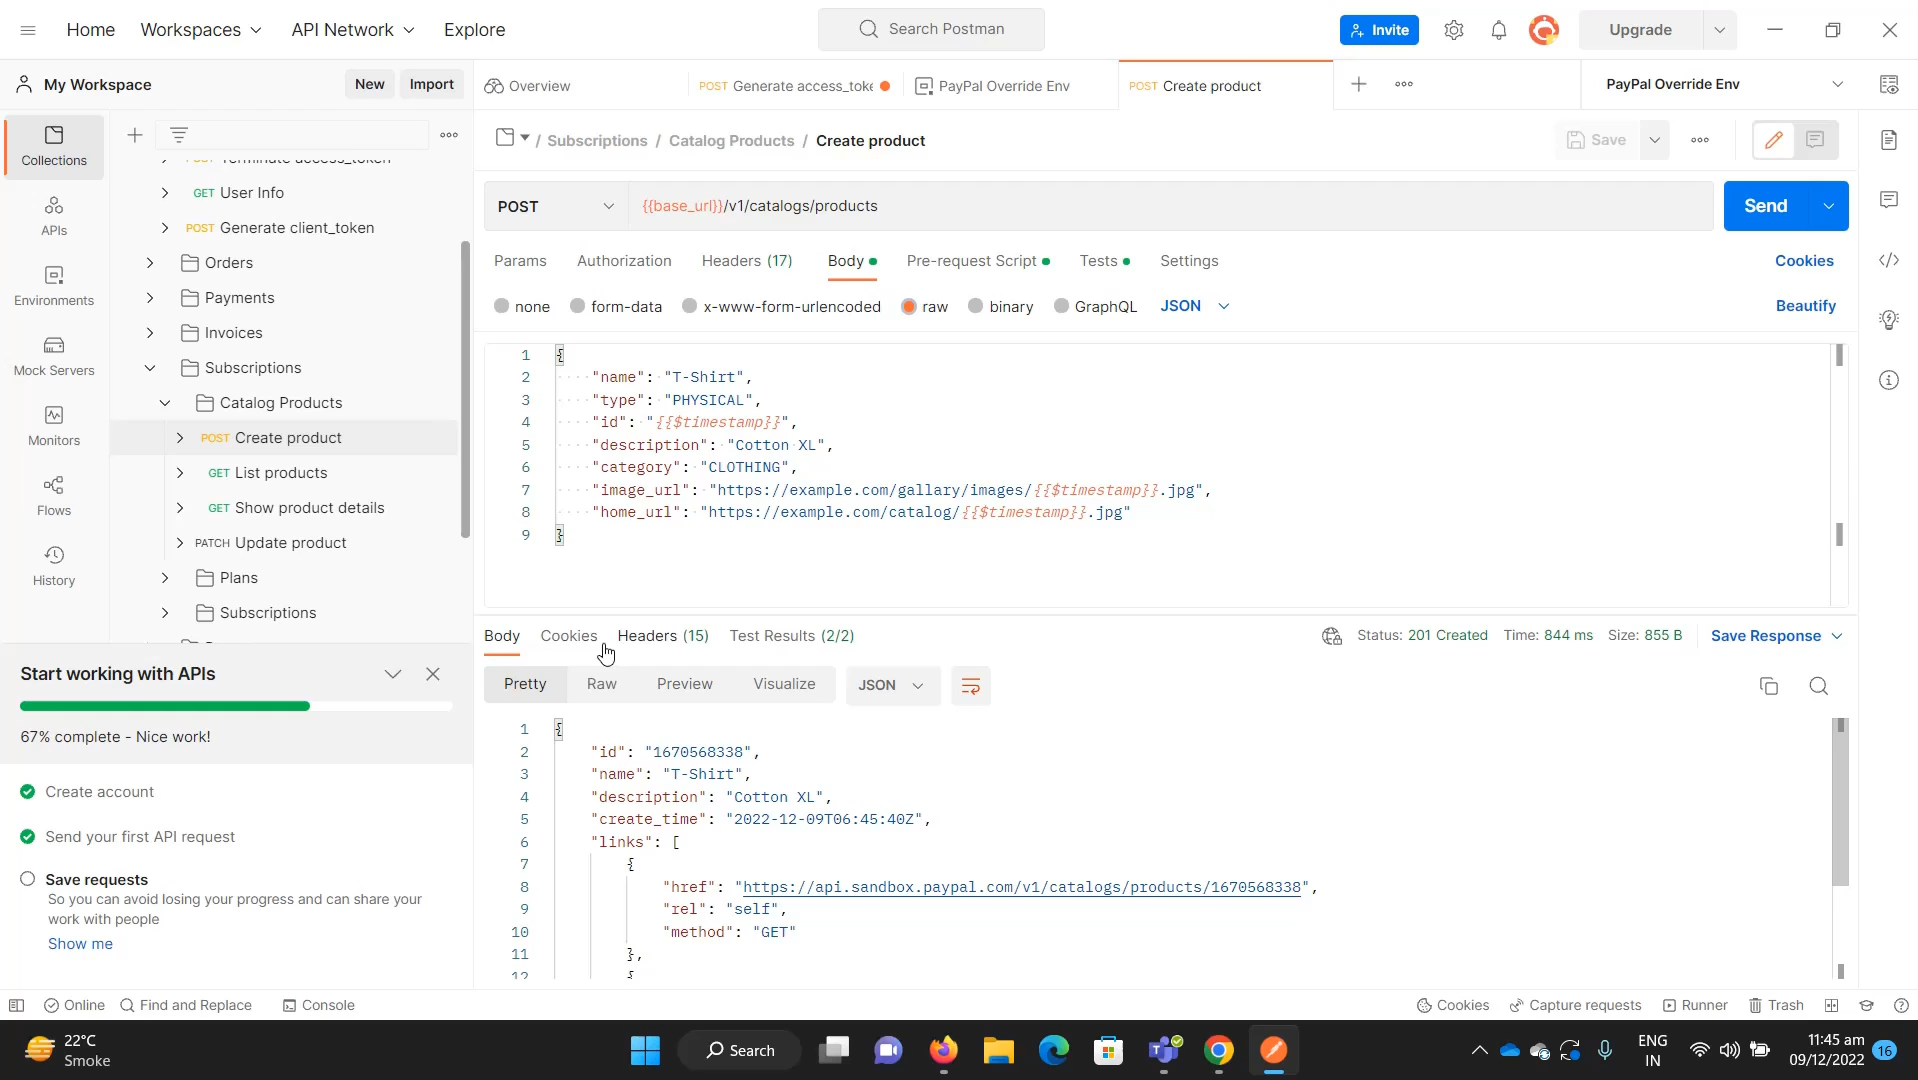 Home Workspaces API Network Explore Search Postman Invite Upgrade
My Workspace New Import Overview POST Generate access_toke PayPal Override Env POST Create product PayPal Override Env
Collections
/ Subscriptions / Catalog Products / Create product Save
Terminate access_token
GET User Info
APIs
POST Generate client_token
POST {{base_url}}/v1/catalogs/products Send
Orders
Params Authorization Headers (17) Body Pre-request Script Tests Settings Cookies
Environments
Payments
none form-data x-www-form-urlencoded raw binary GraphQL JSON Beautify
Invoices
Mock Servers
Subscriptions
Catalog Products
Monitors
POST Create product
GET List products
Flows
GET Show product details
PATCH Update product
History
Plans
Subscriptions
1 {
2 "name": "T-Shirt",
3 "type": "PHYSICAL",
4 "id": "{{$timestamp}}",
5 "description": "Cotton XL",
6 "category": "CLOTHING",
7 "image_url": "https://example.com/gallary/images/{{$timestamp}}.jpg",
8 "home_url": "https://example.com/catalog/{{$timestamp}}.jpg"
9 }
Body Cookies Headers (15) Test Results (2/2) Status: 201 Created Time: 844 ms Size: 855 B Save Response
Pretty Raw Preview Visualize JSON
1 {
2 "id": "1670568338",
3 "name": "T-Shirt",
4 "description": "Cotton XL",
5 "create_time": "2022-12-09T06:45:40Z",
6 "links": [
7 {
8 "href": "https://api.sandbox.paypal.com/v1/catalogs/products/1670568338",
9 "rel": "self",
10 "method": "GET"
11 },
12 {
Start working with APIs
67% complete - Nice work!
Create account
Send your first API request
Save requests
So you can avoid losing your progress and can share your
work with people
Show me
Online Find and Replace Console Cookies Capture requests Runner Trash
22°C
Smoke
Search
ENG
IN
11:45 am
09/12/2022
16